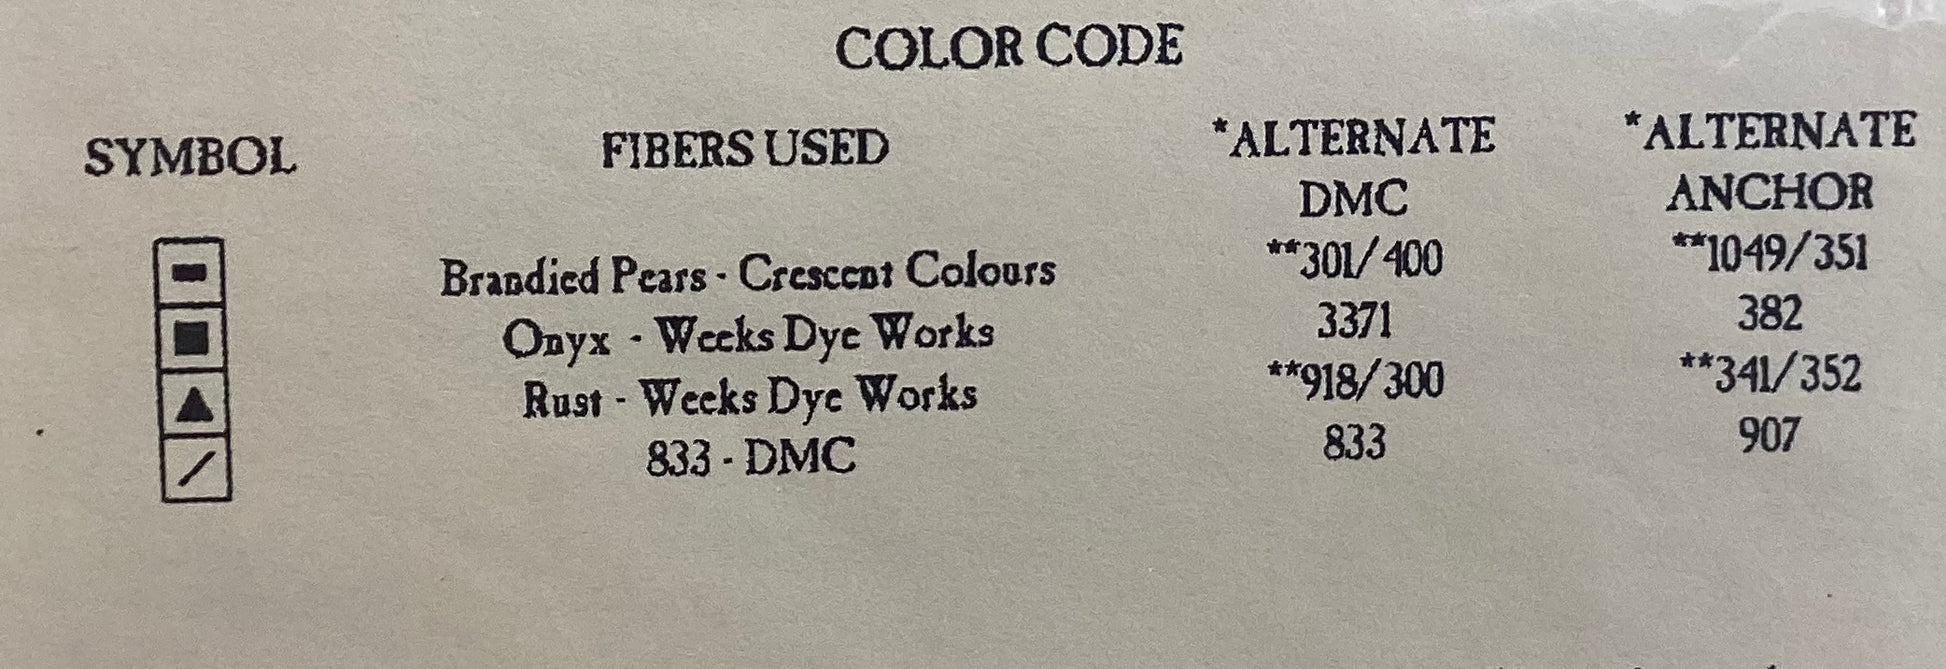 COLOR CODE
SYMBOL FIBERS USED *ALTERNATE DMC *ALTERNATE ANCHOR
Brandied Pears - Crescent Colours **301/400 **1049/351
Onyx - Weeks Dye Works 3371 382
Rust - Weeks Dye Works **918/300 **341/352
833 - DMC 833 907